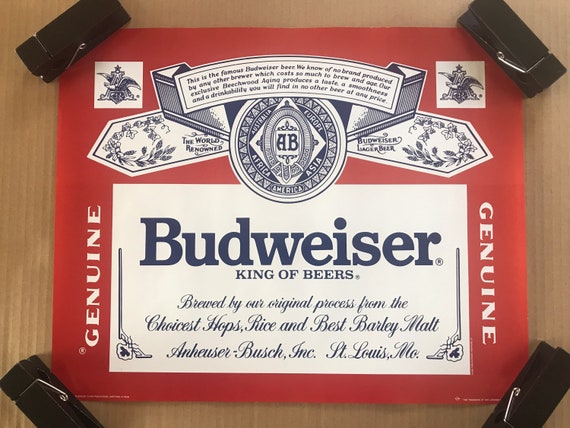 This is the famous Budweiser beer. We know of no brand produced
by any other brewer which costs so much to brew and age. Our
exclusive Beechwood Aging produces a taste, a smoothness
and a drinkability you will find in no other beer at any price.
THE WORLD
RENOWNED
BUDWEISER
LAGER BEER
EUROPE
AFRICA
AMERICA
ASIA
AB
GENUINE
GENUINE
Budweiser®
KING OF BEERS®
Brewed by our original process from the
Choicest Hops, Rice and Best Barley Malt
Anheuser-Busch, Inc. St. Louis, Mo.